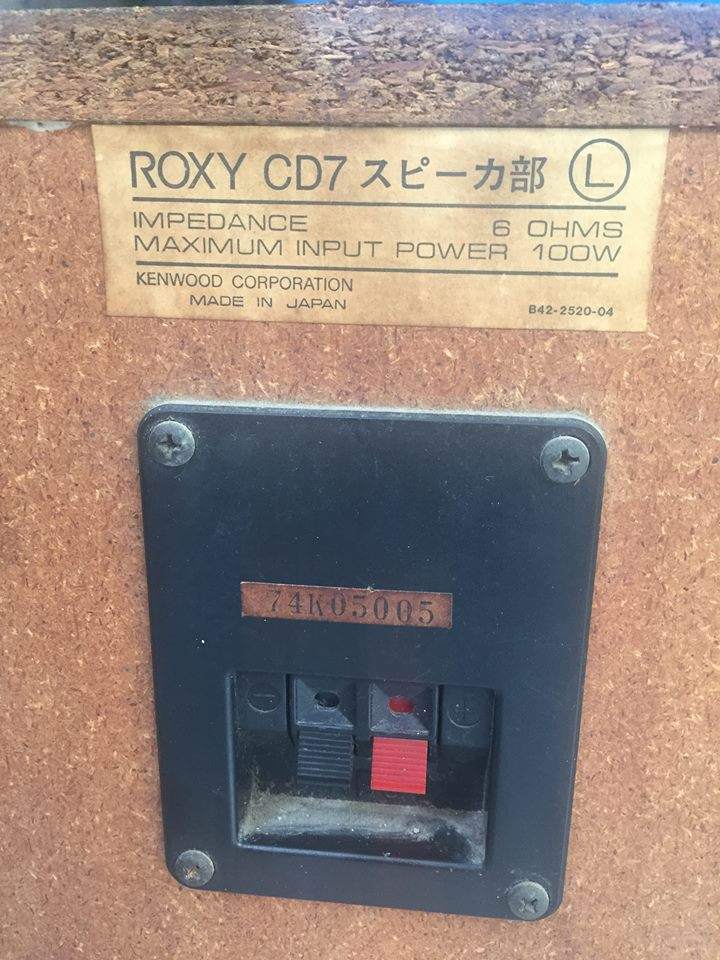 ROXY CD7 スピーカ部 Ⓛ
IMPEDANCE 6 OHMS
MAXIMUM INPUT POWER 100W
KENWOOD CORPORATION
MADE IN JAPAN B42-2520-04
74K05005
− +